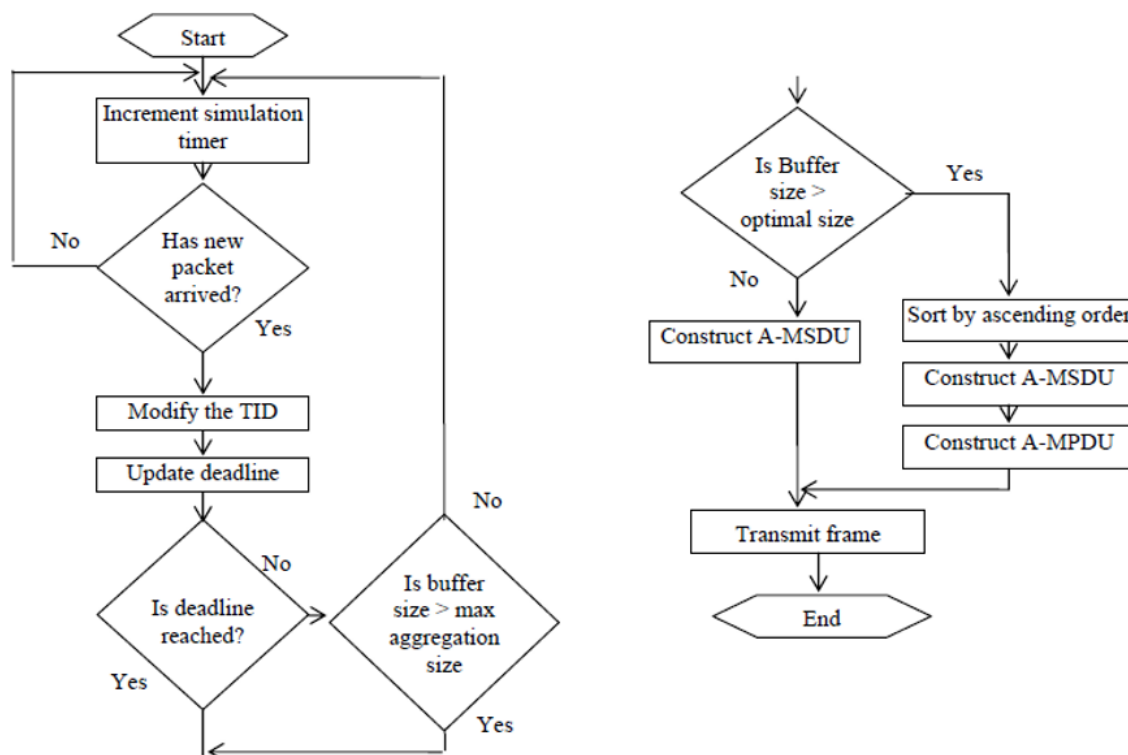 Start
Increment simulation
timer
No
Has new
packet
arrived?
Yes
Modify the TID
Update deadline
No
Is deadline
reached?
Yes
No
Is buffer
size > max
aggregation
size
Yes
Is Buffer
size >
optimal size
Yes
No
Construct A-MSDU
Sort by ascending order
Construct A-MSDU
Construct A-MPDU
Transmit frame
End